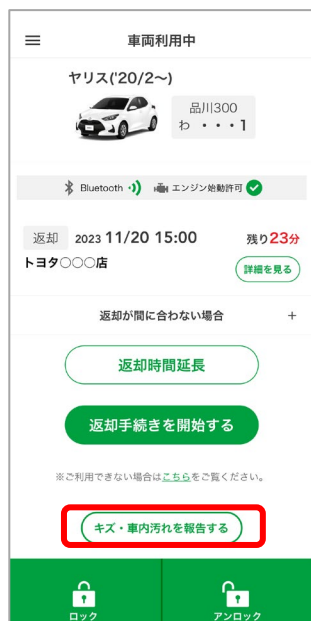 車両利用中
ヤリス('20/2〜)
品川300
わ ・・・1
Bluetooth エンジン始動許可
返却 2023 11/20 15:00 残り23分
トヨタ〇〇〇店 詳細を見る
返却が間に合わない場合 +
返却時間延長
返却手続きを開始する
※ご利用できない場合はこちらをご覧ください。
キズ・車内汚れを報告する
ロック アンロック